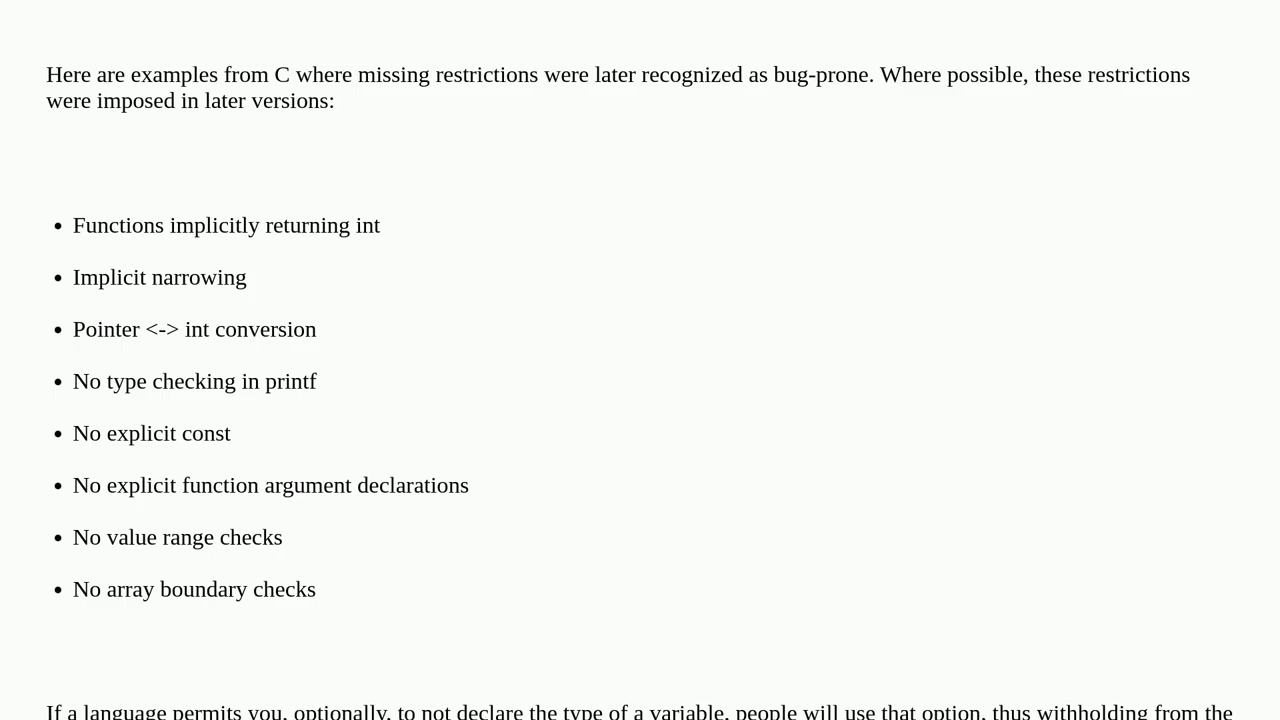 Here are examples from C where missing restrictions were later recognized as bug-prone. Where possible, these restrictions
were imposed in later versions:
• Functions implicitly returning int
• Implicit narrowing
• Pointer <-> int conversion
• No type checking in printf
• No explicit const
• No explicit function argument declarations
• No value range checks
• No array boundary checks
If a language permits you, optionally, to not declare the type of a variable, people will use that option, thus withholding from the